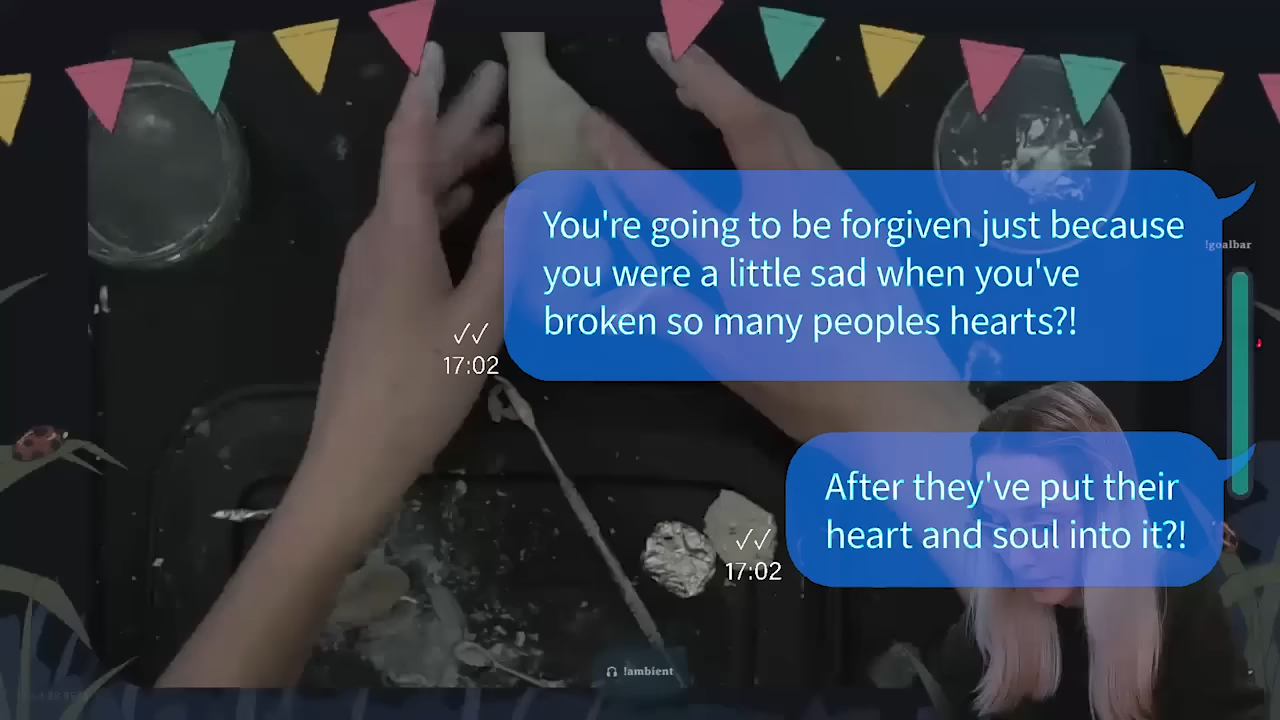 You're going to be forgiven just because
you were a little sad when you've
broken so many peoples hearts?!
!goalbar
17:02
After they've put their
heart and soul into it?!
17:02
!ambient